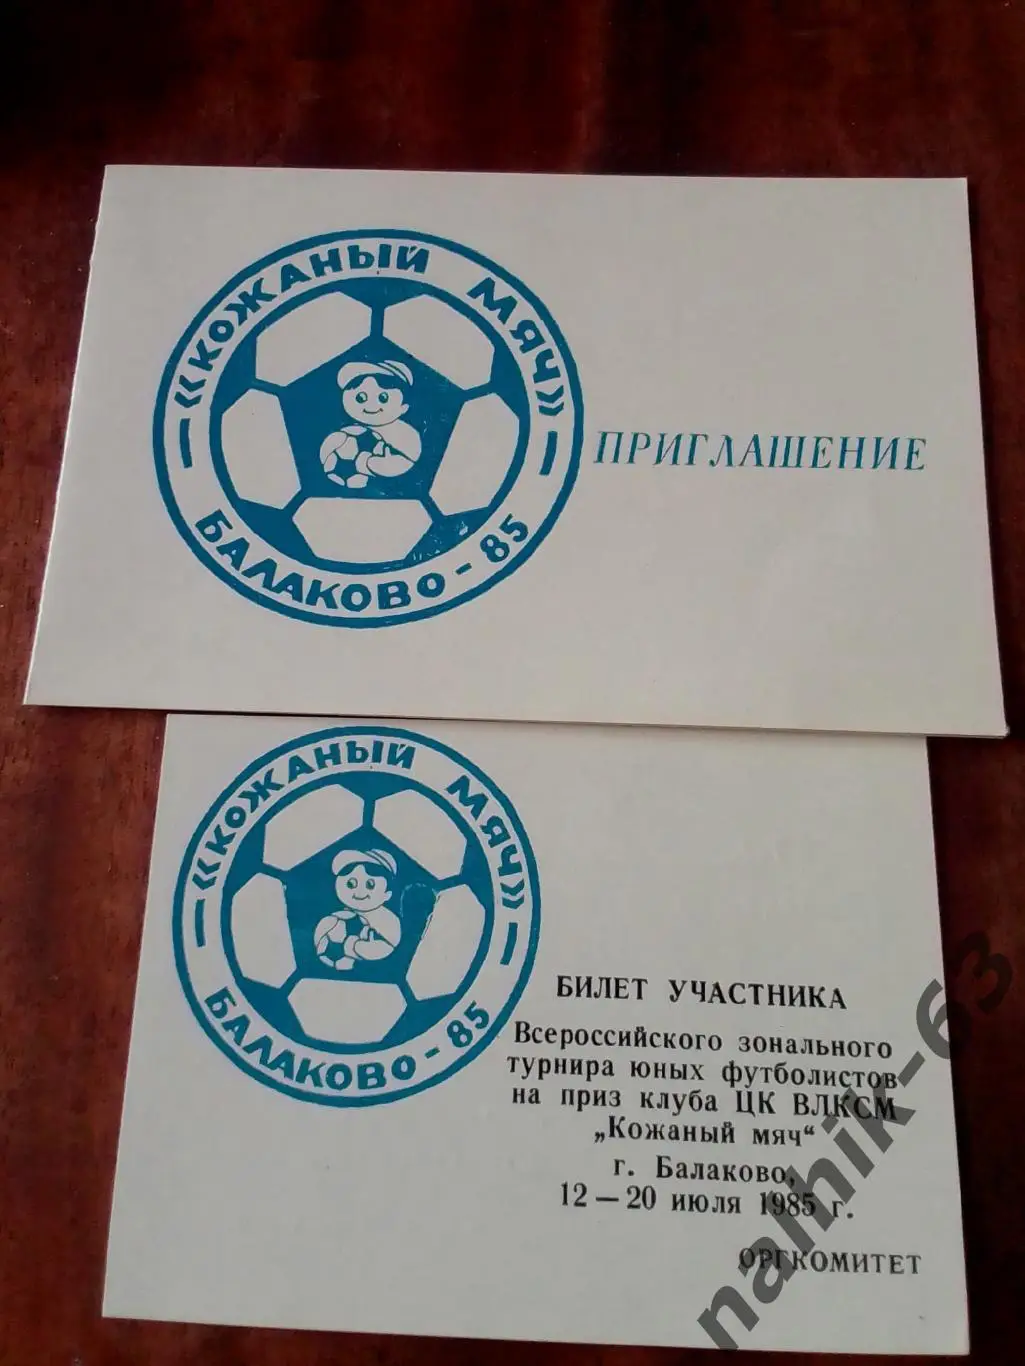 «КОЖАНЫЙ МЯЧ»
БАЛАКОВО-85
ПРИГЛАШЕНИЕ
«КОЖАНЫЙ МЯЧ»
БАЛАКОВО-85
БИЛЕТ УЧАСТНИКА
Всероссийского зонального
турнира юных футболистов
на приз клуба ЦК ВЛКСМ
„Кожаный мяч“
г. Балаково,
12—20 июля 1985 г.
ОРГКОМИТЕТ
nalhik-63